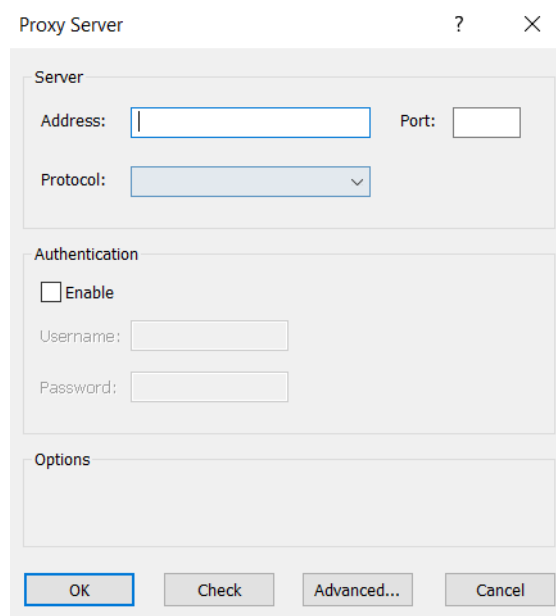 Proxy Server ?
Server
Address: Port:
Protocol:
Authentication
Enable
Username:
Password:
Options
OK Check Advanced... Cancel